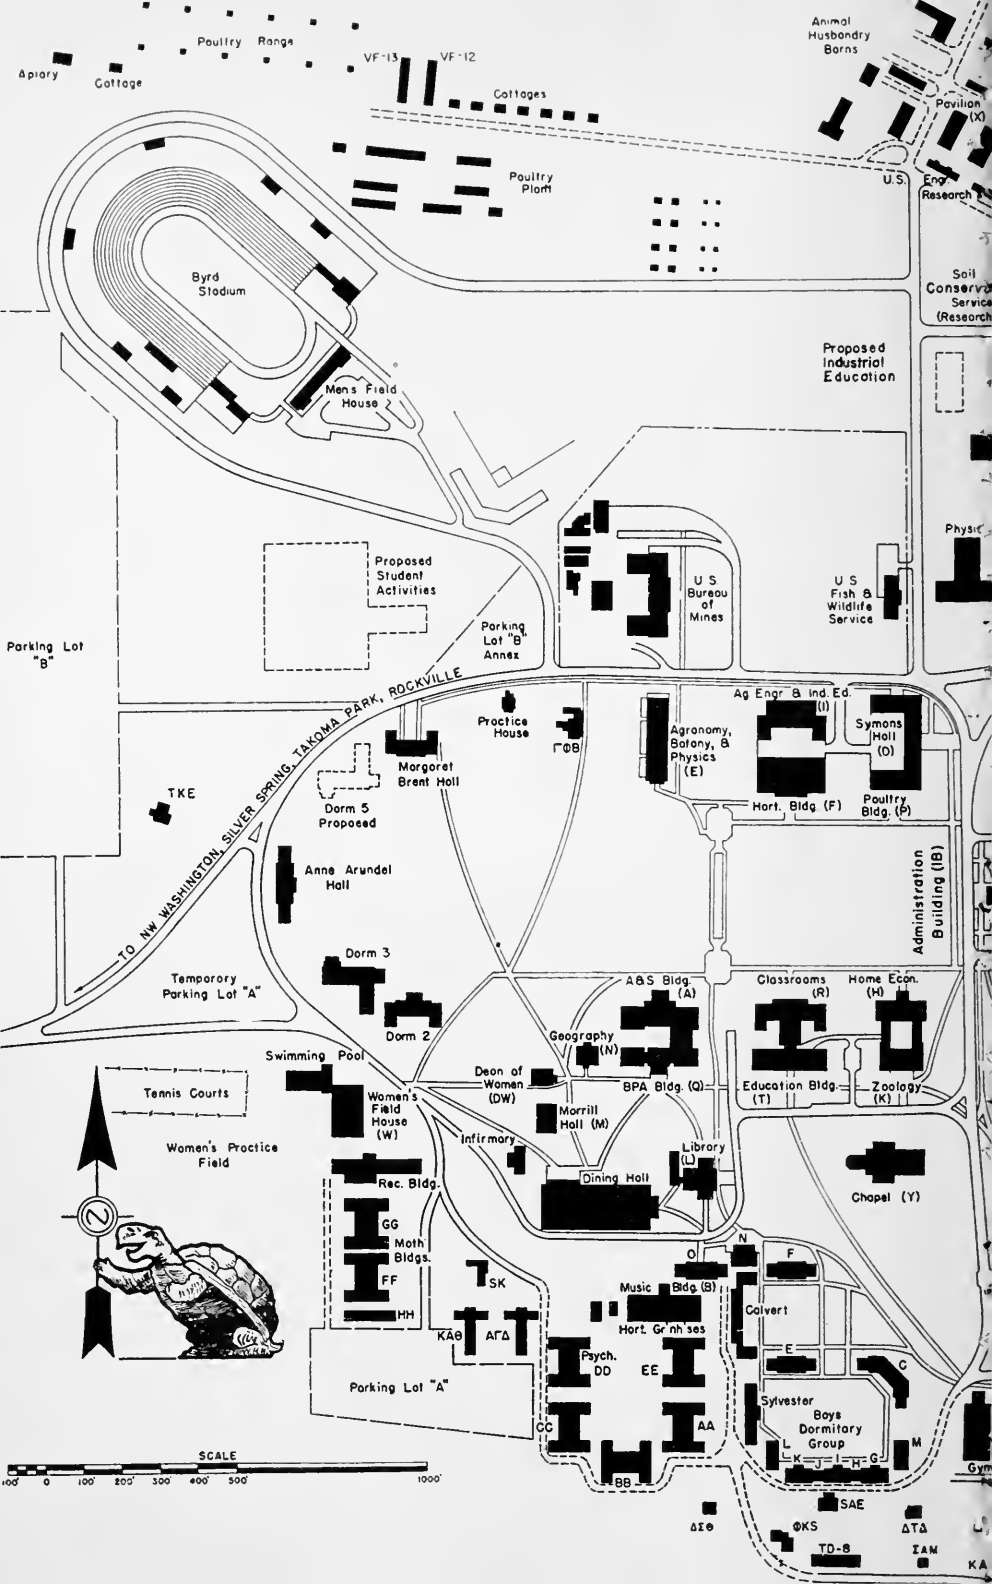 Animal
Husbandry
Barns
Poultry Range
VF-13
VF-12
Apiary
Cottage
Cottages
Pavilion
(X)
Poultry
Plant
U.S. Engr.
Research
Byrd
Stadium
Soil
Conserva
Service
(Research
Proposed
Industrial
Education
Men's Field
House
Physic
Proposed
Student
Activities
U S
Bureau
of
Mines
U S
Fish &
Wildlife
Service
Parking Lot
"B"
Parking
Lot "B"
Annex
TO NW WASHINGTON, SILVER SPRING, TAKOMA PARK, ROCKVILLE
Practice
House
ΓΦΒ
Ag Engr & Ind. Ed.
(I)
Symons
Hall
(O)
Agronomy,
Botany, &
Physics
(E)
Margaret
Brent Hall
TKE
Dorm 5
Proposed
Hort. Bldg. (F)
Poultry
Bldg. (P)
Anne Arundel
Hall
Administration
Building (IB)
Dorm 3
Temporary
Parking Lot "A"
A&S Bldg.
(A)
Classrooms
(R)
Home Econ.
(H)
Dorm 2
Geography
(N)
Swimming Pool
Dean of
Women
(DW)
BPA Bldg. (Q)
Education Bldg.
(T)
Zoology
(K)
Tennis Courts
Women's
Field
House
(W)
Morrill
Hall (M)
Women's Practice
Field
Infirmary
Library
(L)
Dining Hall
Rec. Bldg.
Chapel (Y)
Z
GG
Math
Bldgs.
FF
HH
SK
O
N
F
Music Bldg. (B)
Calvert
Hort. Gr'nh'ses
ΚΑΘ
ΑΓΔ
Psych.
DD
EE
E
C
Parking Lot "A"
Sylvester
Boys
Dormitary
Group
CC
AA
L
K
J
I
H
G
M
BB
Gym
SCALE
100' 0 100' 200' 300' 400' 500' 1000'
SAE
ΔΣΘ
ΦKS
ΔΤΔ
TD-8
ΣAM
KA